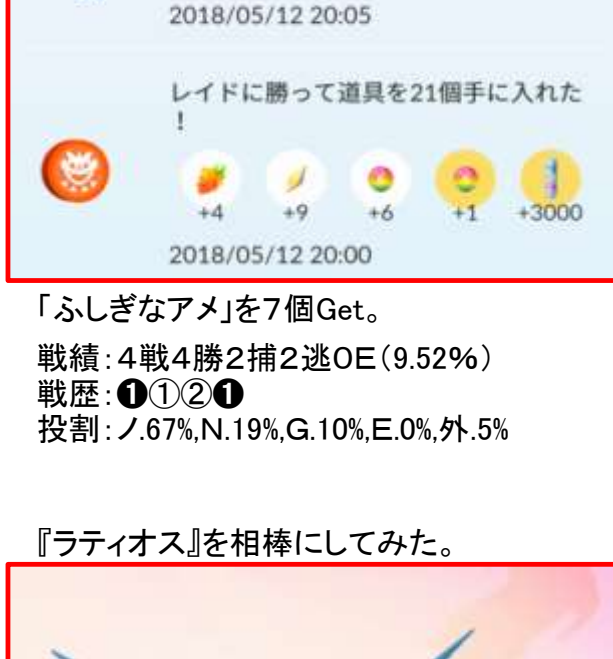 2018/05/12 20:05
レイドに勝って道具を21個手に入れた
！
+4 +9 +6 +1 +3000
2018/05/12 20:00
「ふしぎなアメ」を７個Get。
戦績：４戦４勝２捕２逃０Ｅ（9.52％）
戦歴：❶①②❶
投割：ノ.67%,N.19%,G.10%,E.0%,外.5%
『ラティオス』を相棒にしてみた。